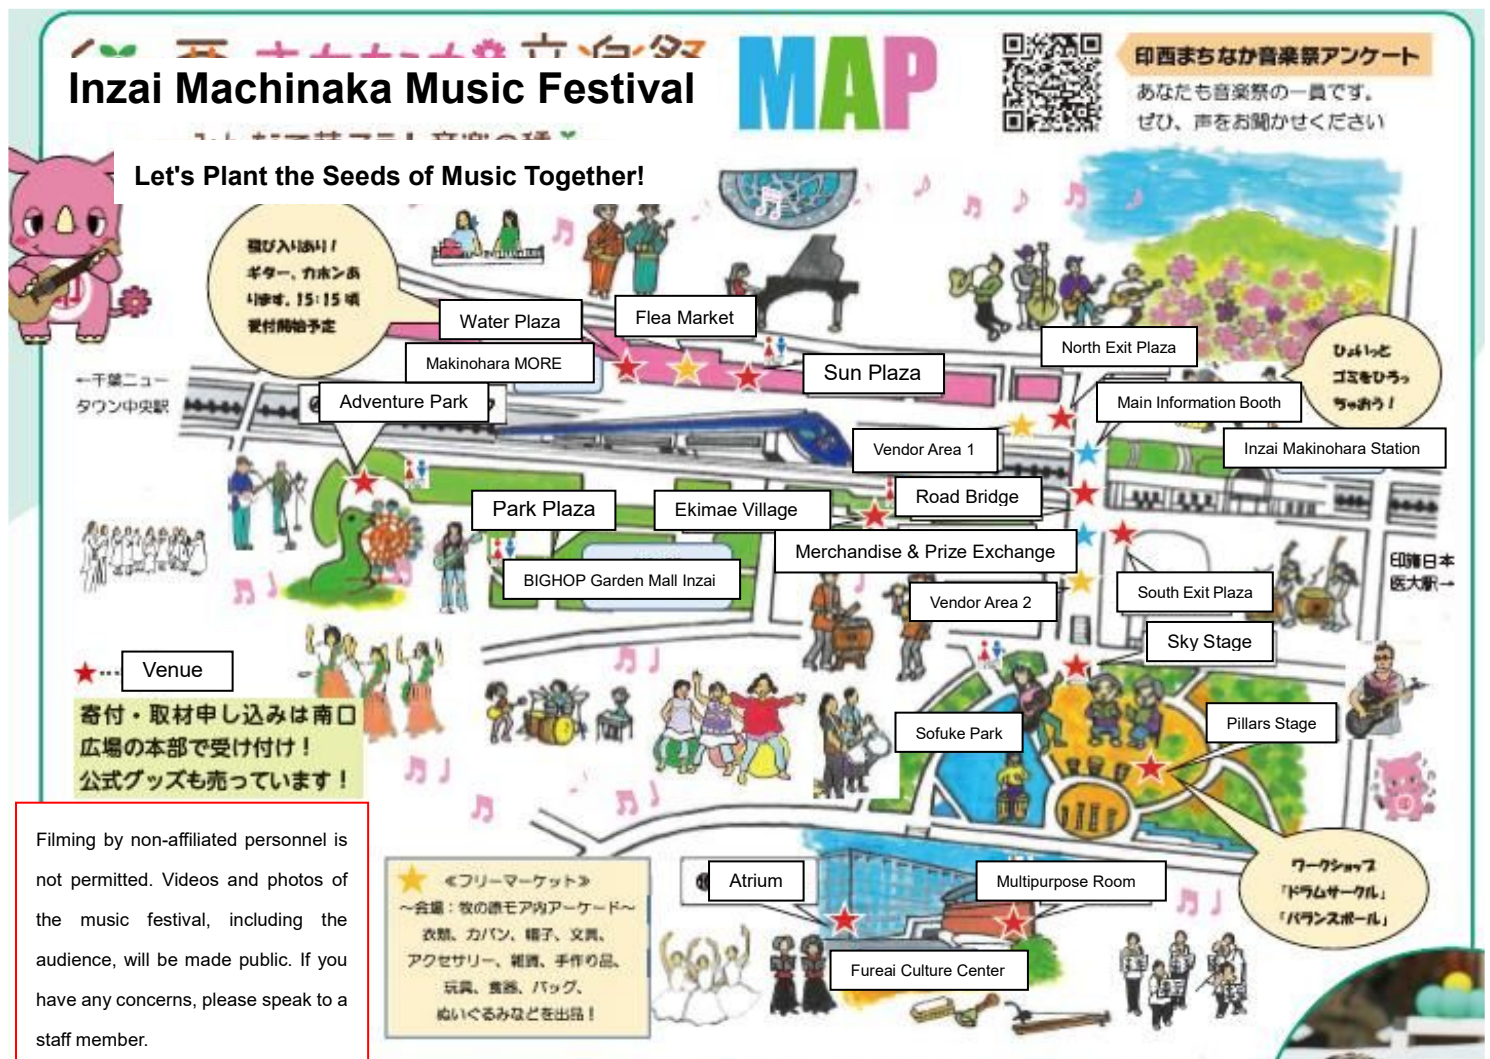 Inzai Machinaka Music Festival
MAP
Let's Plant the Seeds of Music Together!
印西まちなか音楽祭アンケート
あなたも音楽祭の一員です。
ぜひ、声をお聞かせください
飛び入りあり！
ギター、カホンあ
ります。15:15 頃
受付開始予定
Water Plaza
Flea Market
Makinohara MORE
Sun Plaza
North Exit Plaza
ひょいっと
ゴミをひろっ
ちゃおう！
←千葉ニュー
タウン中央駅
Adventure Park
Main Information Booth
Vendor Area 1
Inzai Makinohara Station
Park Plaza
Ekimae Village
Road Bridge
Merchandise & Prize Exchange
BIGHOP Garden Mall Inzai
印旛日本
医大駅→
South Exit Plaza
Vendor Area 2
Sky Stage
Venue
寄付・取材申し込みは南口
広場の本部で受け付け！
公式グッズも売っています！
Sofuke Park
Pillars Stage
Filming by non-affiliated personnel is
not permitted. Videos and photos of
the music festival, including the
audience, will be made public. If you
have any concerns, please speak to a
staff member.
≪フリーマーケット≫
～会場：牧の原モア内アーケード～
衣類、カバン、帽子、文具、
アクセサリー、雑貨、手作り品、
玩具、食器、バッグ、
ぬいぐるみなどを出品！
Atrium
Multipurpose Room
Fureai Culture Center
ワークショップ
「ドラムサークル」
「バランスボール」